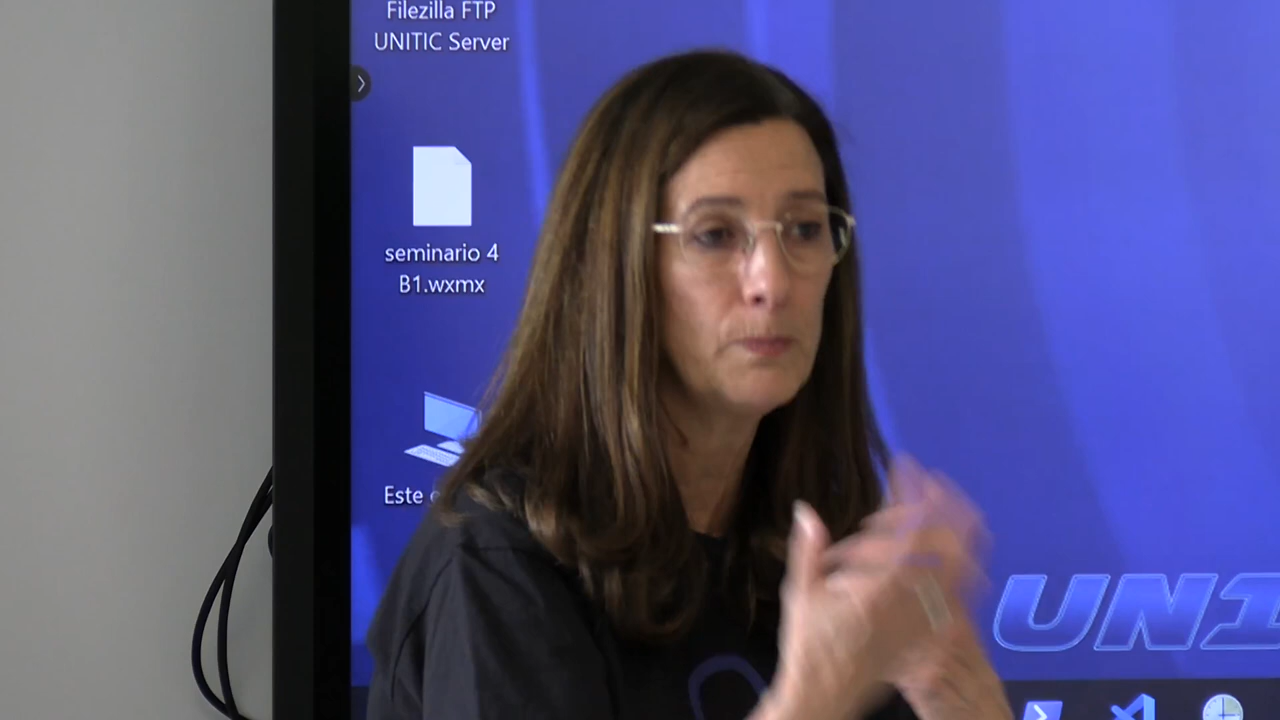 Filezilla FTP
UNITIC Server
seminario 4
B1.wxmx
Este
UNI